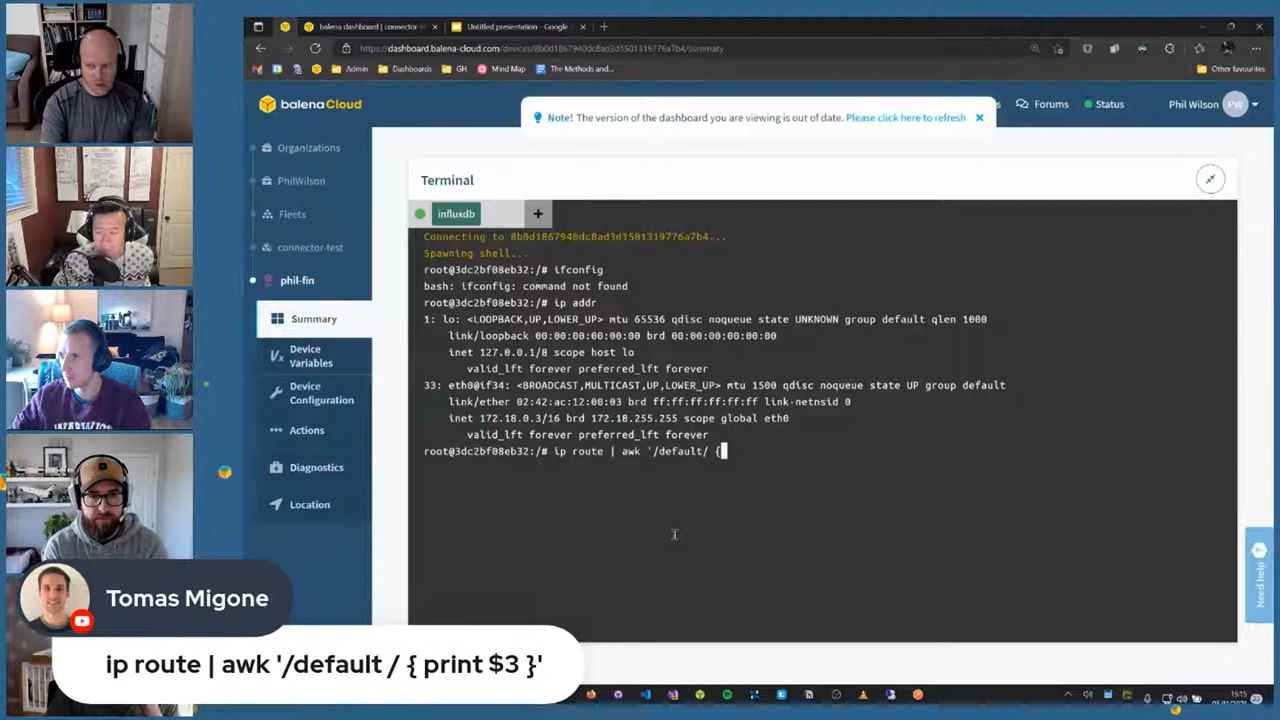 balena dashboard | connector-te
Untitled presentation - Google
https://dashboard.balena-cloud.com/devices/8b0d1867940dc8ad3d1501319776a7b4/summary
Admin
Dashboards
GH
Mind Map
The Methods and...
Other favourites
balenaCloud
Note! The version of the dashboard you are viewing is out of date. Please click here to refresh
s
Forums
Status
Phil Wilson
PW
Organizations
PhilWilson
Fleets
connector-test
phil-fin
Summary
Device
Variables
Device
Configuration
Actions
Diagnostics
Location
Terminal
influxdb
+
Connecting to 8b0d1867940dc8ad3d1501319776a7b4...
Spawning shell...
root@3dc2bf08eb32:/# ifconfig
bash: ifconfig: command not found
root@3dc2bf08eb32:/# ip addr
1: lo: <LOOPBACK,UP,LOWER_UP> mtu 65536 qdisc noqueue state UNKNOWN group default qlen 1000
link/loopback 00:00:00:00:00:00 brd 00:00:00:00:00:00
inet 127.0.0.1/8 scope host lo
valid_lft forever preferred_lft forever
33: eth0@if34: <BROADCAST,MULTICAST,UP,LOWER_UP> mtu 1500 qdisc noqueue state UP group default
link/ether 02:42:ac:12:00:03 brd ff:ff:ff:ff:ff:ff link-netnsid 0
inet 172.18.0.3/16 brd 172.18.255.255 scope global eth0
valid_lft forever preferred_lft forever
root@3dc2bf08eb32:/# ip route | awk '/default/ {
Need help
Tomas Migone
ip route | awk '/default / { print $3 }'
15:15